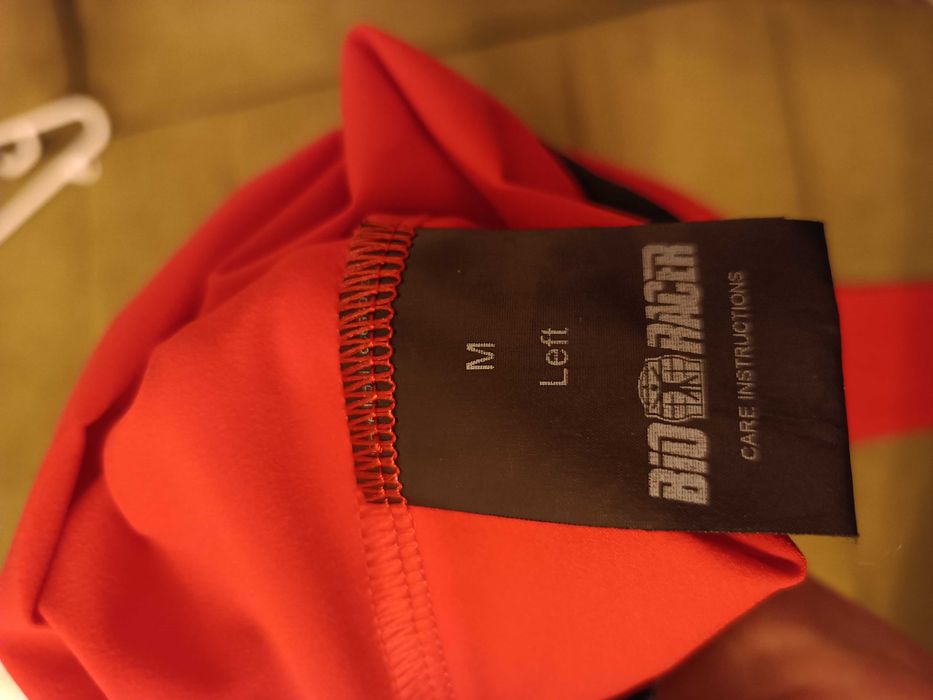 M
Left
BIO RACER
CARE INSTRUCTIONS